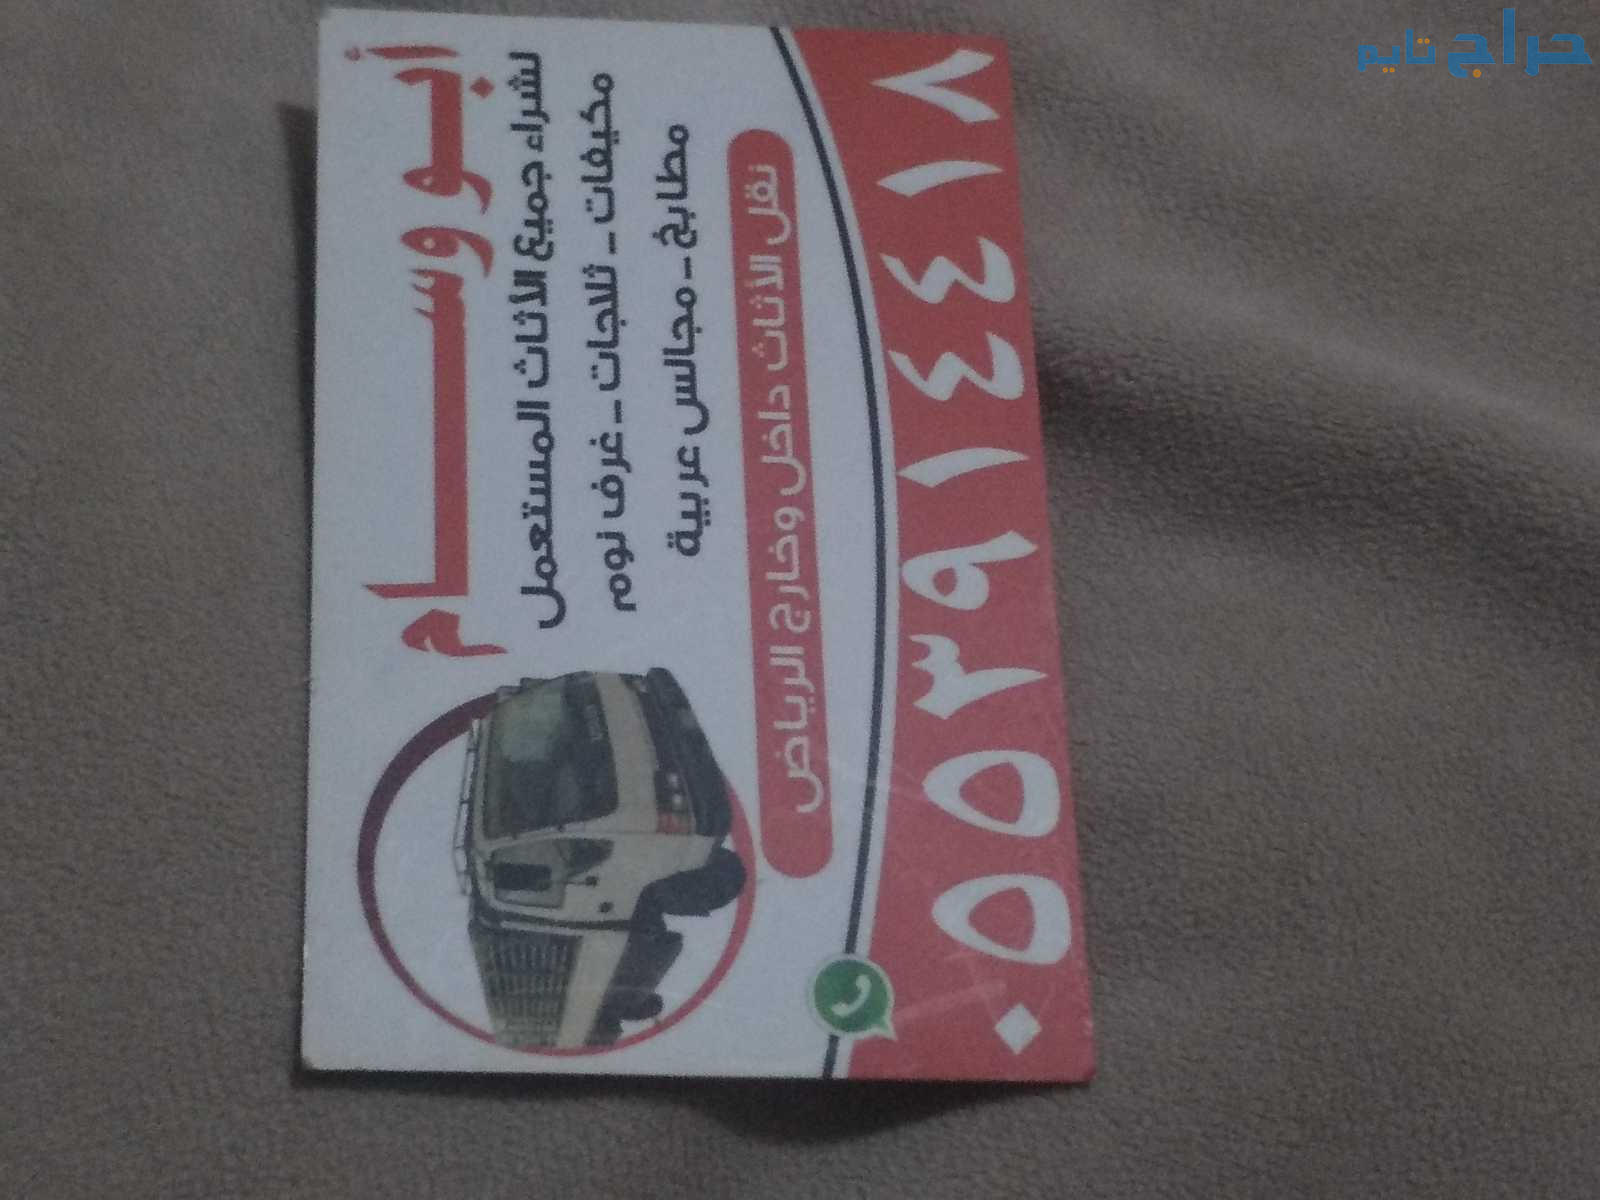 أبو وسام
لشراء جميع الأثاث المستعمل
مكيفات - ثلاجات - غرف نوم
مطابخ - مجالس عربية
نقل الأثاث داخل وخارج الرياض
٠٥٥٣٩١٤٤١٨
حراج تايم